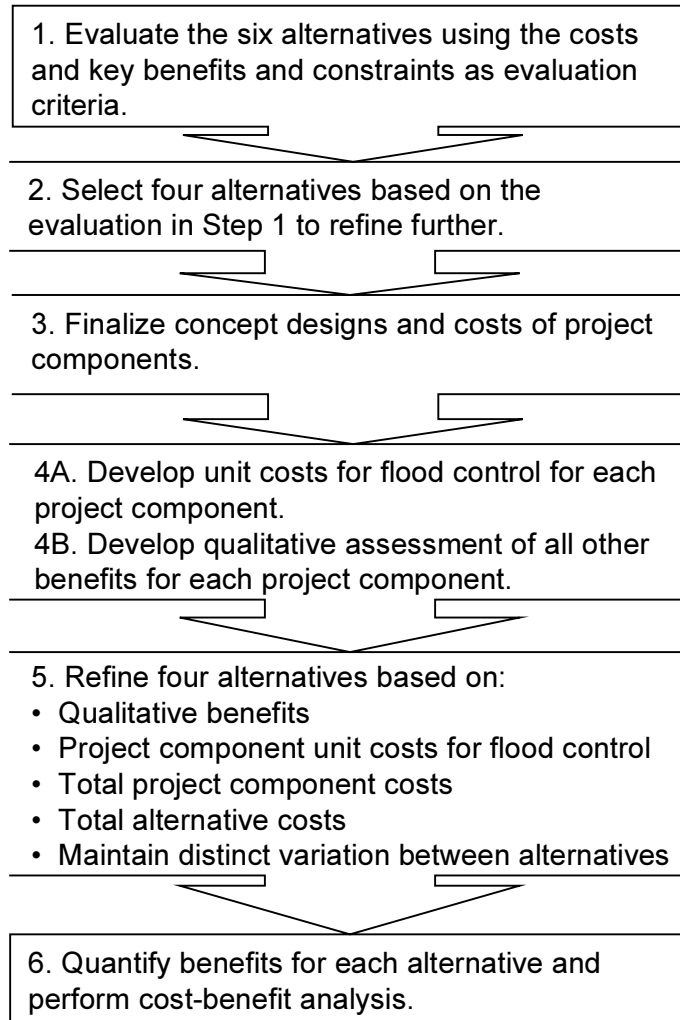 1. Evaluate the six alternatives using the costs
and key benefits and constraints as evaluation
criteria.
2. Select four alternatives based on the
evaluation in Step 1 to refine further.
3. Finalize concept designs and costs of project
components.
4A. Develop unit costs for flood control for each
project component.
4B. Develop qualitative assessment of all other
benefits for each project component.
5. Refine four alternatives based on:
• Qualitative benefits
• Project component unit costs for flood control
• Total project component costs
• Total alternative costs
• Maintain distinct variation between alternatives
6. Quantify benefits for each alternative and
perform cost-benefit analysis.